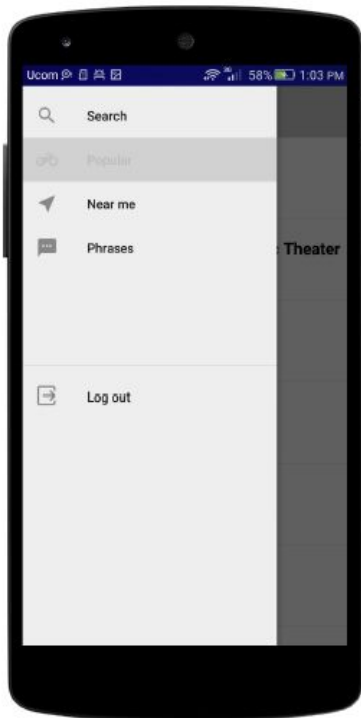 Ucom 58% 1:03 PM
Search
Popular
Near me
Phrases
Theater
Log out